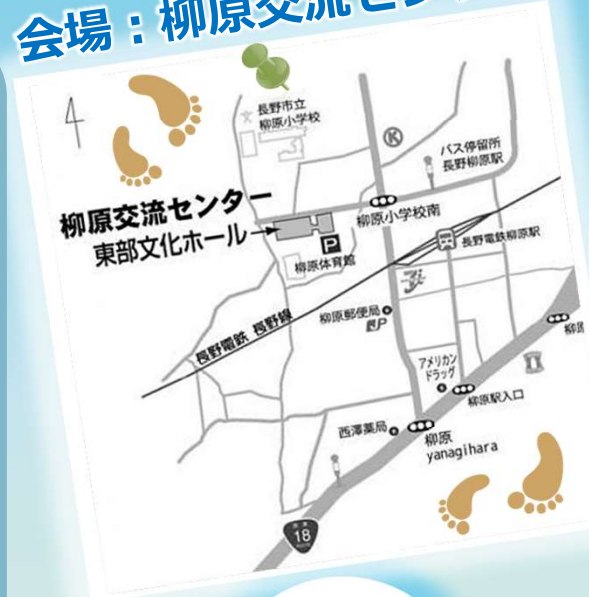 会場：柳原交流セン
長野市立
柳原小学校
K
バス停留所
長野柳原駅
柳原交流センター
東部文化ホール
柳原小学校南
P
柳原体育館
長野電鉄柳原駅
長野電鉄 長野線
柳原郵便局
P
アメリカン
ドラッグ
柳原駅入口
西澤薬局
柳原
yanagihara
18